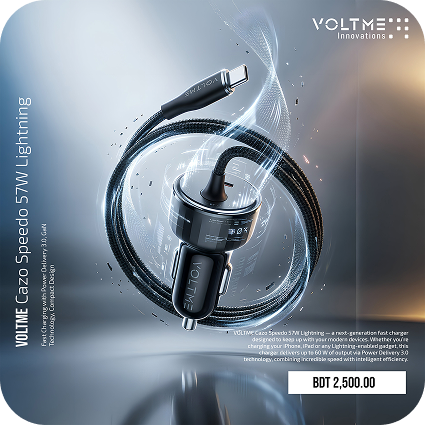 VOLTME
Innovations
VOLTME
VOLTME
VOLTME Cazo Speedo 57W Lightning
Fast Charging with Power Delivery 3.0, GaN
Technology, Compact Design
VOLTME Cazo Speedo 57W Lightning — a next-generation fast charger
designed to keep up with your modern devices. Whether you're
charging your iPhone, iPad or any Lightning-enabled gadget, this
charger delivers up to 60 W of output via Power Delivery 3.0
technology, combining incredible speed with intelligent efficiency.
BDT 2,500.00